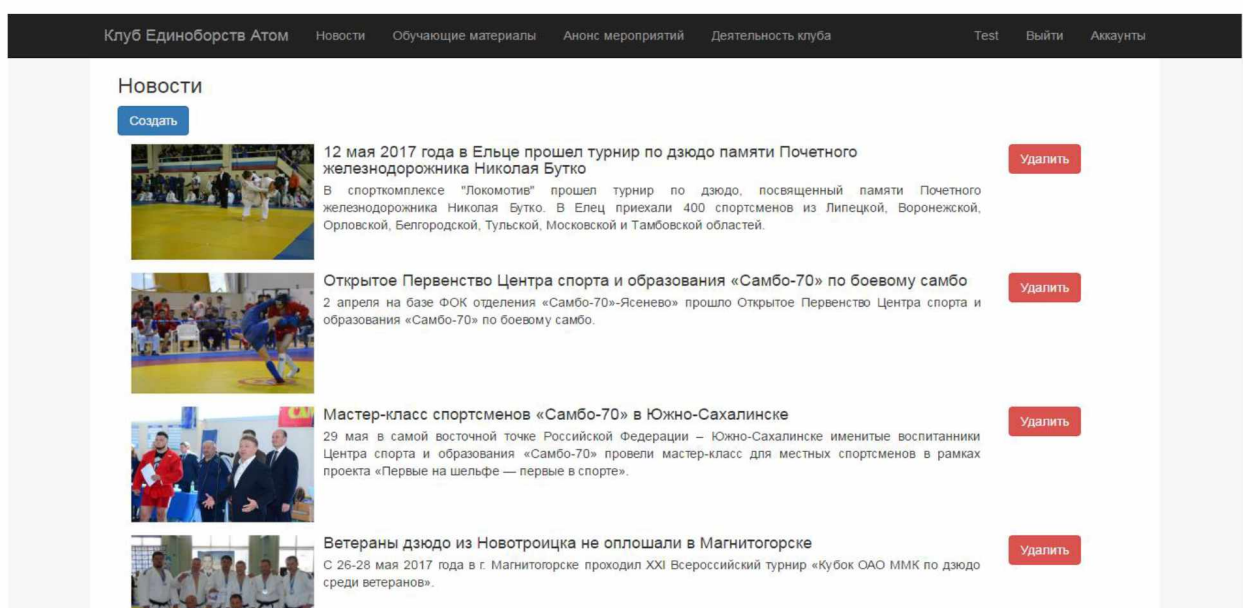 Клуб Единоборств Атом Новости Обучающие материалы Анонс мероприятий Деятельность клуба Test Выйти Аккаунты
Новости
Создать
12 мая 2017 года в Ельце прошел турнир по дзюдо памяти Почетного
железнодорожника Николая Бутко
Удалить
В спорткомплексе "Локомотив" прошел турнир по дзюдо, посвященный памяти Почетного
железнодорожника Николая Бутко. В Елец приехали 400 спортсменов из Липецкой, Воронежской,
Орловской, Белгородской, Тульской, Московской и Тамбовской областей.
Открытое Первенство Центра спорта и образования «Самбо-70» по боевому самбо
Удалить
2 апреля на базе ФОК отделения «Самбо-70»-Ясенево» прошло Открытое Первенство Центра спорта и
образования «Самбо-70» по боевому самбо.
Мастер-класс спортсменов «Самбо-70» в Южно-Сахалинске
Удалить
29 мая в самой восточной точке Российской Федерации – Южно-Сахалинске именитые воспитанники
Центра спорта и образования «Самбо-70» провели мастер-класс для местных спортсменов в рамках
проекта «Первые на шельфе — первые в спорте».
Ветераны дзюдо из Новотроицка не оплошали в Магнитогорске
Удалить
С 26-28 мая 2017 года в г. Магнитогорске проходил XXI Всероссийский турнир «Кубок ОАО ММК по дзюдо
среди ветеранов».